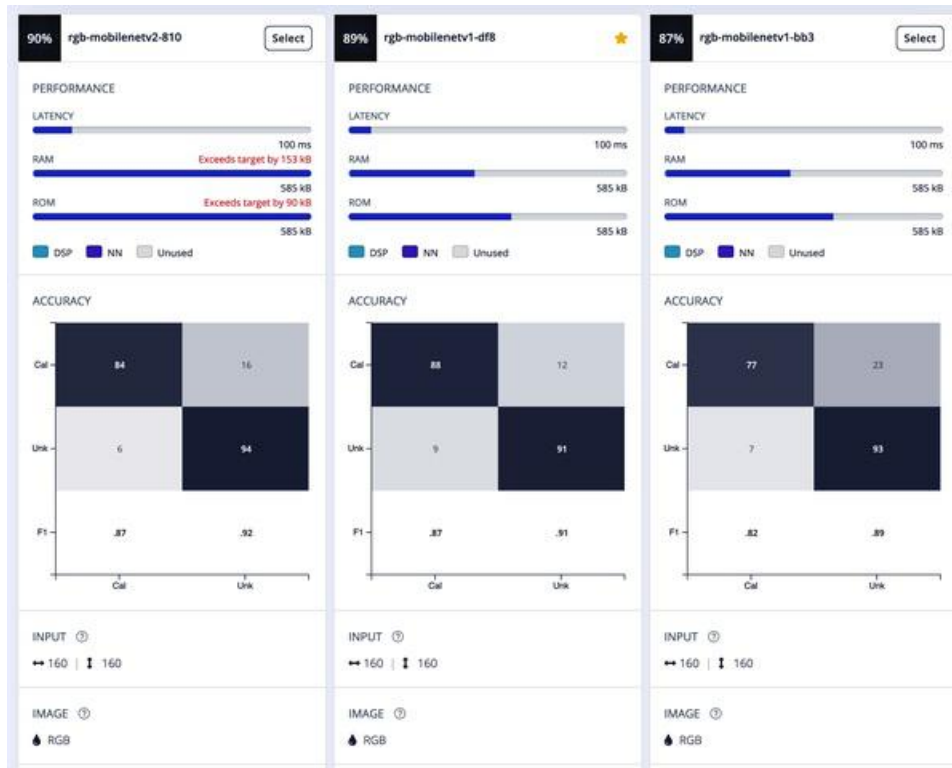 90% rgb-mobilenetv2-810 Select
PERFORMANCE
LATENCY
100 ms
RAM Exceeds target by 153 kB
585 kB
ROM Exceeds target by 90 kB
585 kB
DSP NN Unused
ACCURACY
Cal 84 16
Unk 6 94
F1 .87 .92
Cal Unk
INPUT ?
160 | 160
IMAGE ?
RGB
89% rgb-mobilenetv1-df8
PERFORMANCE
LATENCY
100 ms
RAM
585 kB
ROM
585 kB
DSP NN Unused
ACCURACY
Cal 88 12
Unk 9 91
F1 .87 .91
Cal Unk
INPUT ?
160 | 160
IMAGE ?
RGB
87% rgb-mobilenetv1-bb3 Select
PERFORMANCE
LATENCY
100 ms
RAM
585 kB
ROM
585 kB
DSP NN Unused
ACCURACY
Cal 77 23
Unk 7 93
F1 .82 .89
Cal Unk
INPUT ?
160 | 160
IMAGE ?
RGB